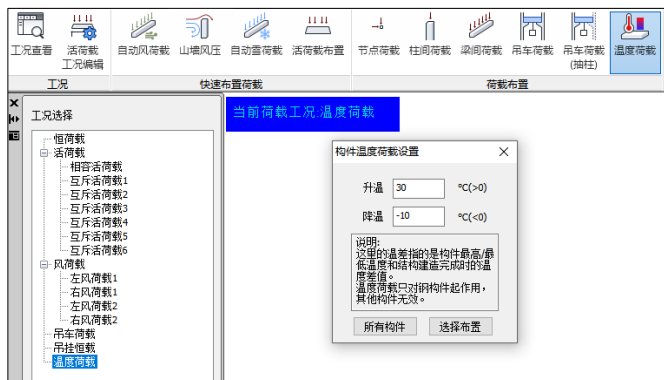 工况查看
活荷载
工况编辑
自动风荷载
山墙风压
自动雪荷载
活荷载布置
节点荷载
柱间荷载
梁间荷载
吊车荷载
吊车荷载
(抽柱)
温度荷载
工况
快速布置荷载
荷载布置
工况选择
恒荷载
活荷载
相容活荷载
互斥活荷载1
互斥活荷载2
互斥活荷载3
互斥活荷载4
互斥活荷载5
互斥活荷载6
风荷载
左风荷载1
右风荷载1
左风荷载2
右风荷载2
吊车荷载
吊挂恒载
温度荷载
当前荷载工况:温度荷载
构件温度荷载设置
升温 30 ºC(>0)
降温 -10 ºC(<0)
说明:
这里的温差指的是构件最高/最
低温度和结构建造完成时的温
度差值。
温度荷载只对钢构件起作用，
其他构件无效。
所有构件 选择布置